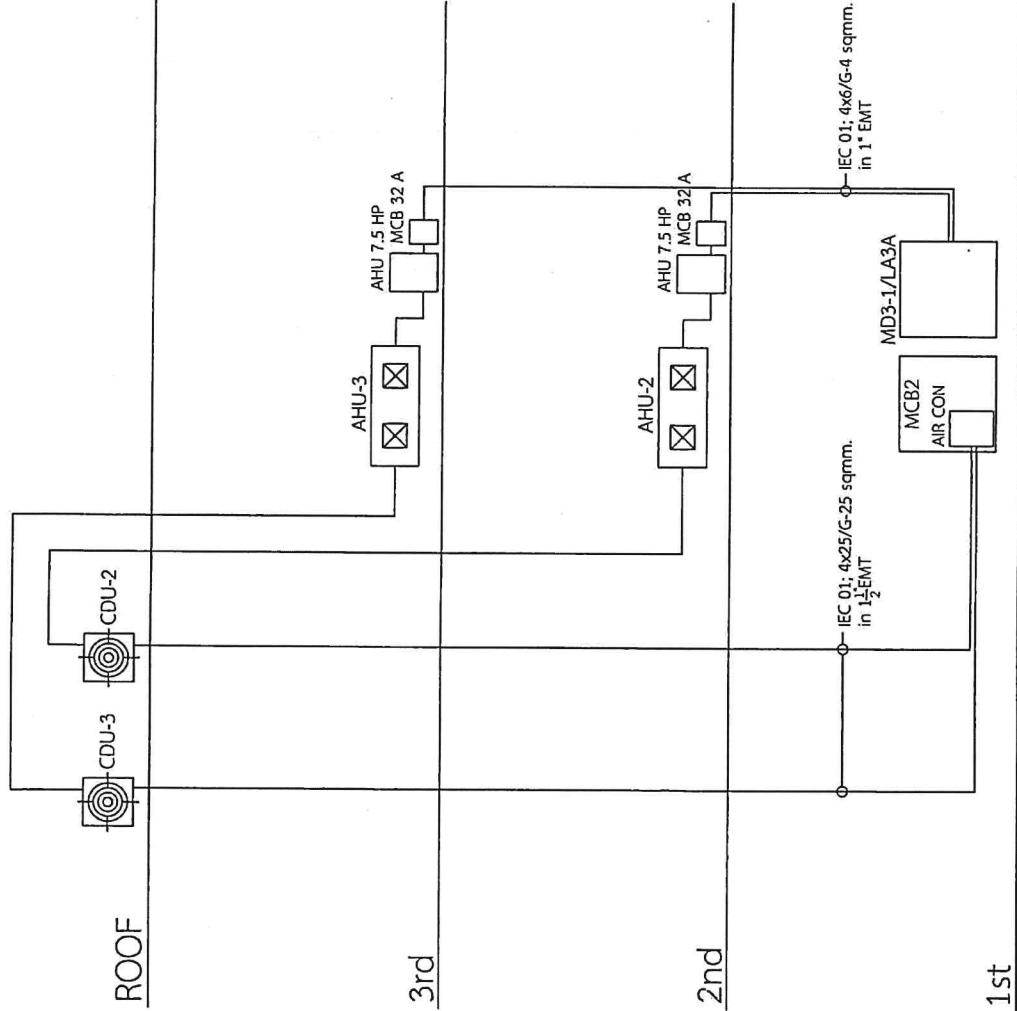 ROOF
CDU-3
CDU-2
3rd
AHU-3
AHU 7.5 HP
MCB 32 A
2nd
AHU-2
AHU 7.5 HP
MCB 32 A
IEC 01; 4x25/G-25 sqmm.
in 1 1/2" EMT
IEC 01; 4x6/G-4 sqmm.
in 1" EMT
1st
MCB2
AIR CON
MD3-1/LA3A